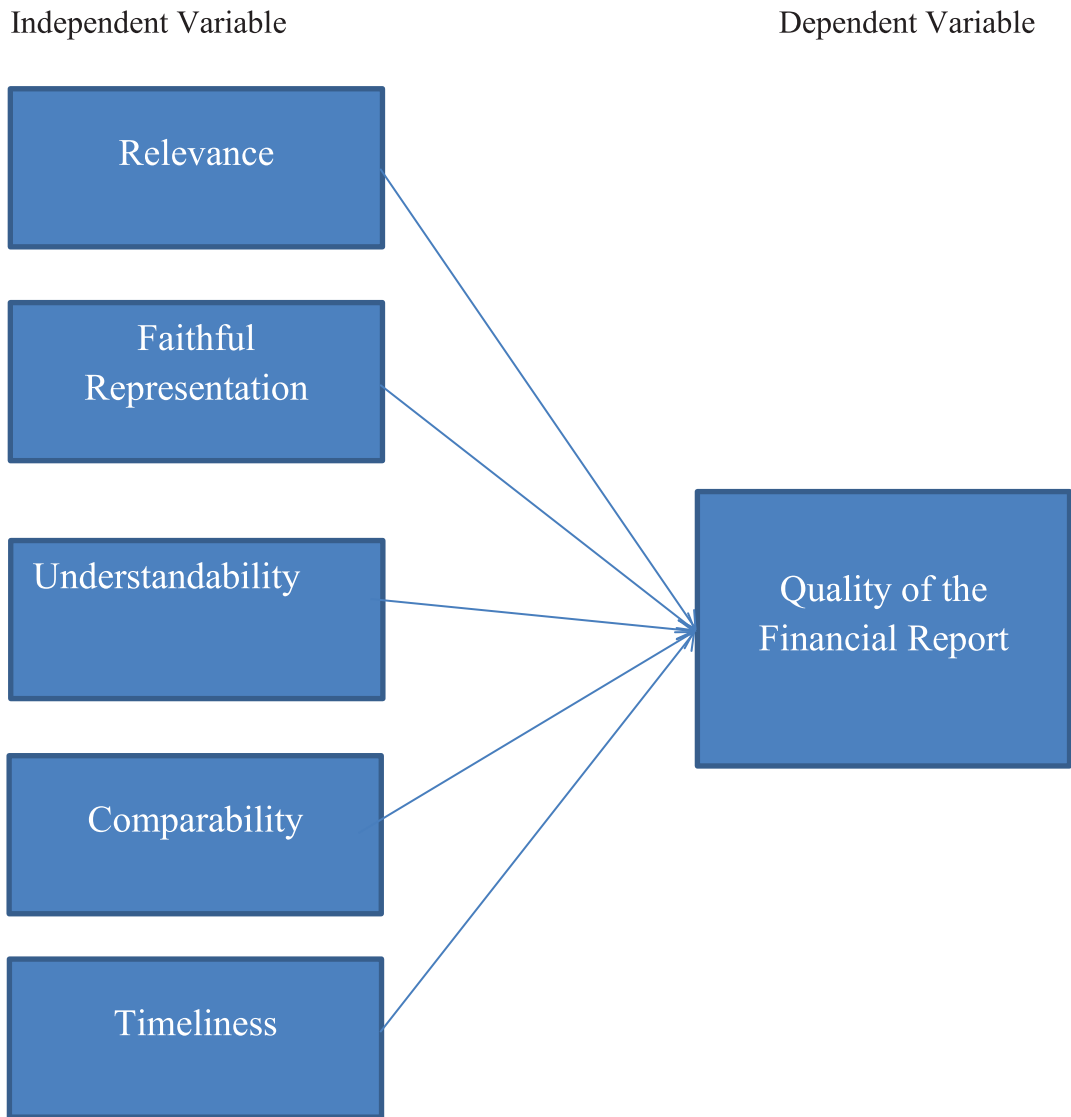 Independent Variable
Dependent Variable
Relevance
Faithful
Representation
Understandability
Quality of the
Financial Report
Comparability
Timeliness